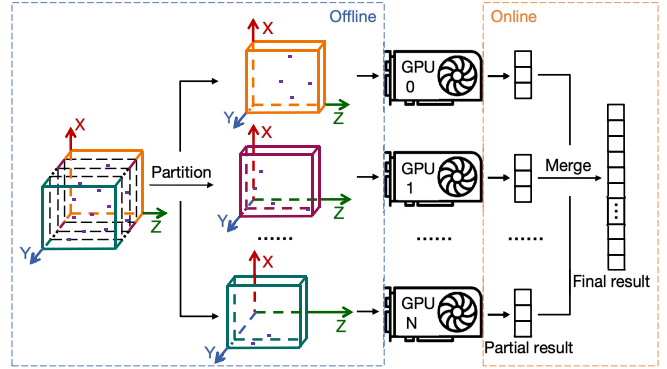 Offline
Online
X
Y
Z
GPU
0
X
Y
Z
Partition
X
Y
Z
GPU
1
Merge
......
......
......
X
Y
Z
GPU
N
Final result
Partial result